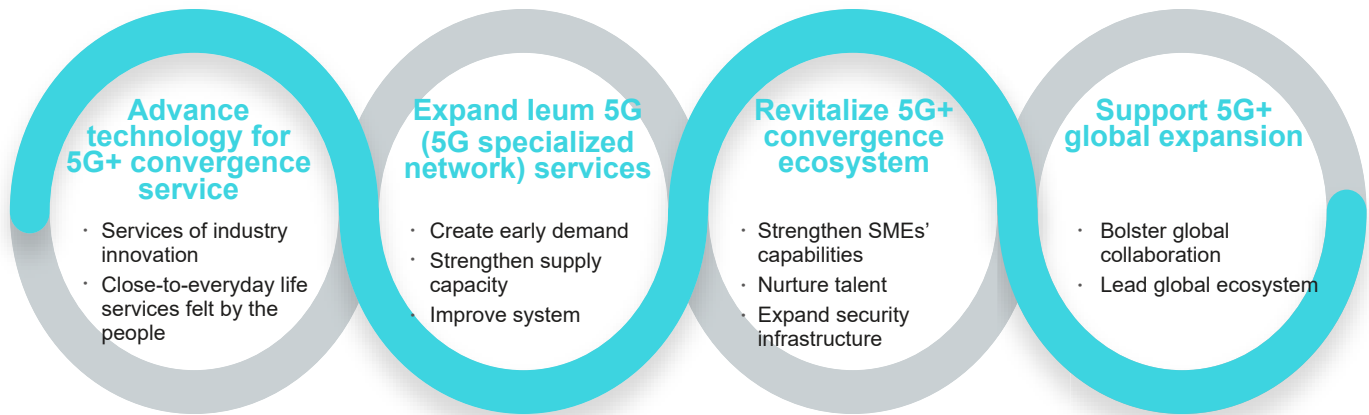 Advance
technology for
5G+ convergence
service
· Services of industry
innovation
· Close-to-everyday life
services felt by the
people
Expand leum 5G
(5G specialized
network) services
· Create early demand
· Strengthen supply
capacity
· Improve system
Revitalize 5G+
convergence
ecosystem
· Strengthen SMEs’
capabilities
· Nurture talent
· Expand security
infrastructure
Support 5G+
global expansion
· Bolster global
collaboration
· Lead global ecosystem